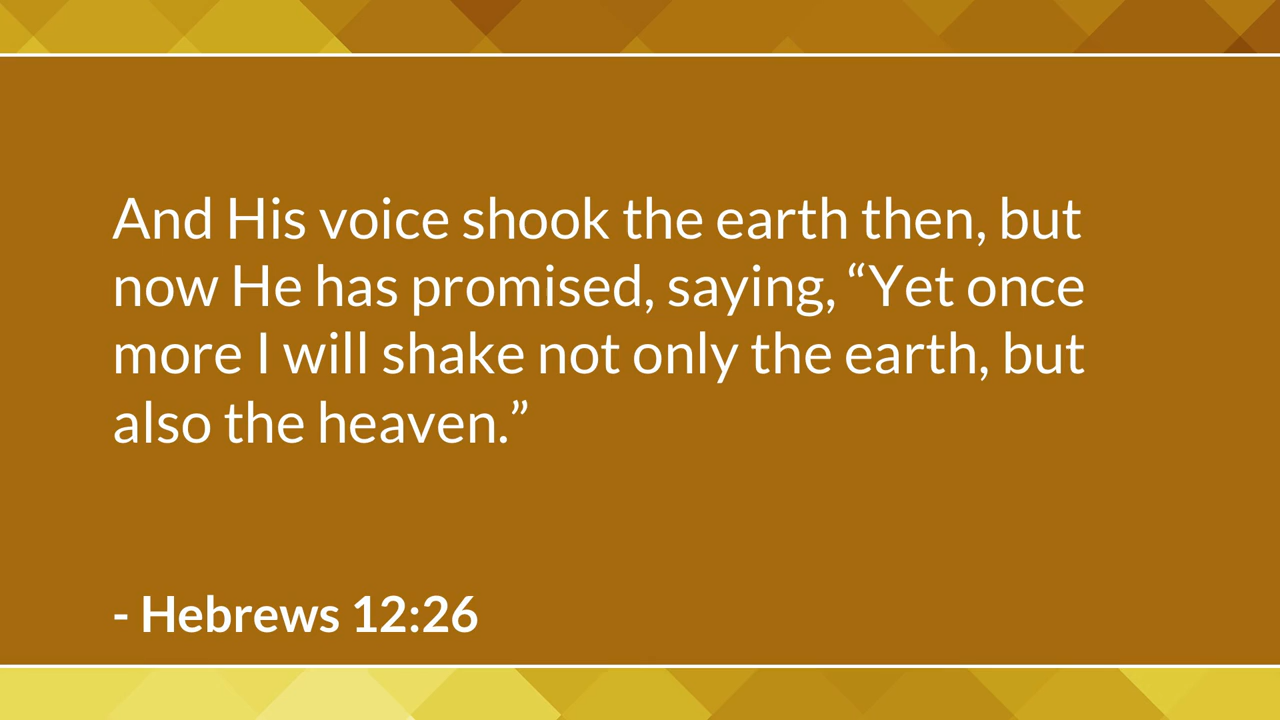 And His voice shook the earth then, but
now He has promised, saying, “Yet once
more I will shake not only the earth, but
also the heaven.”
- Hebrews 12:26